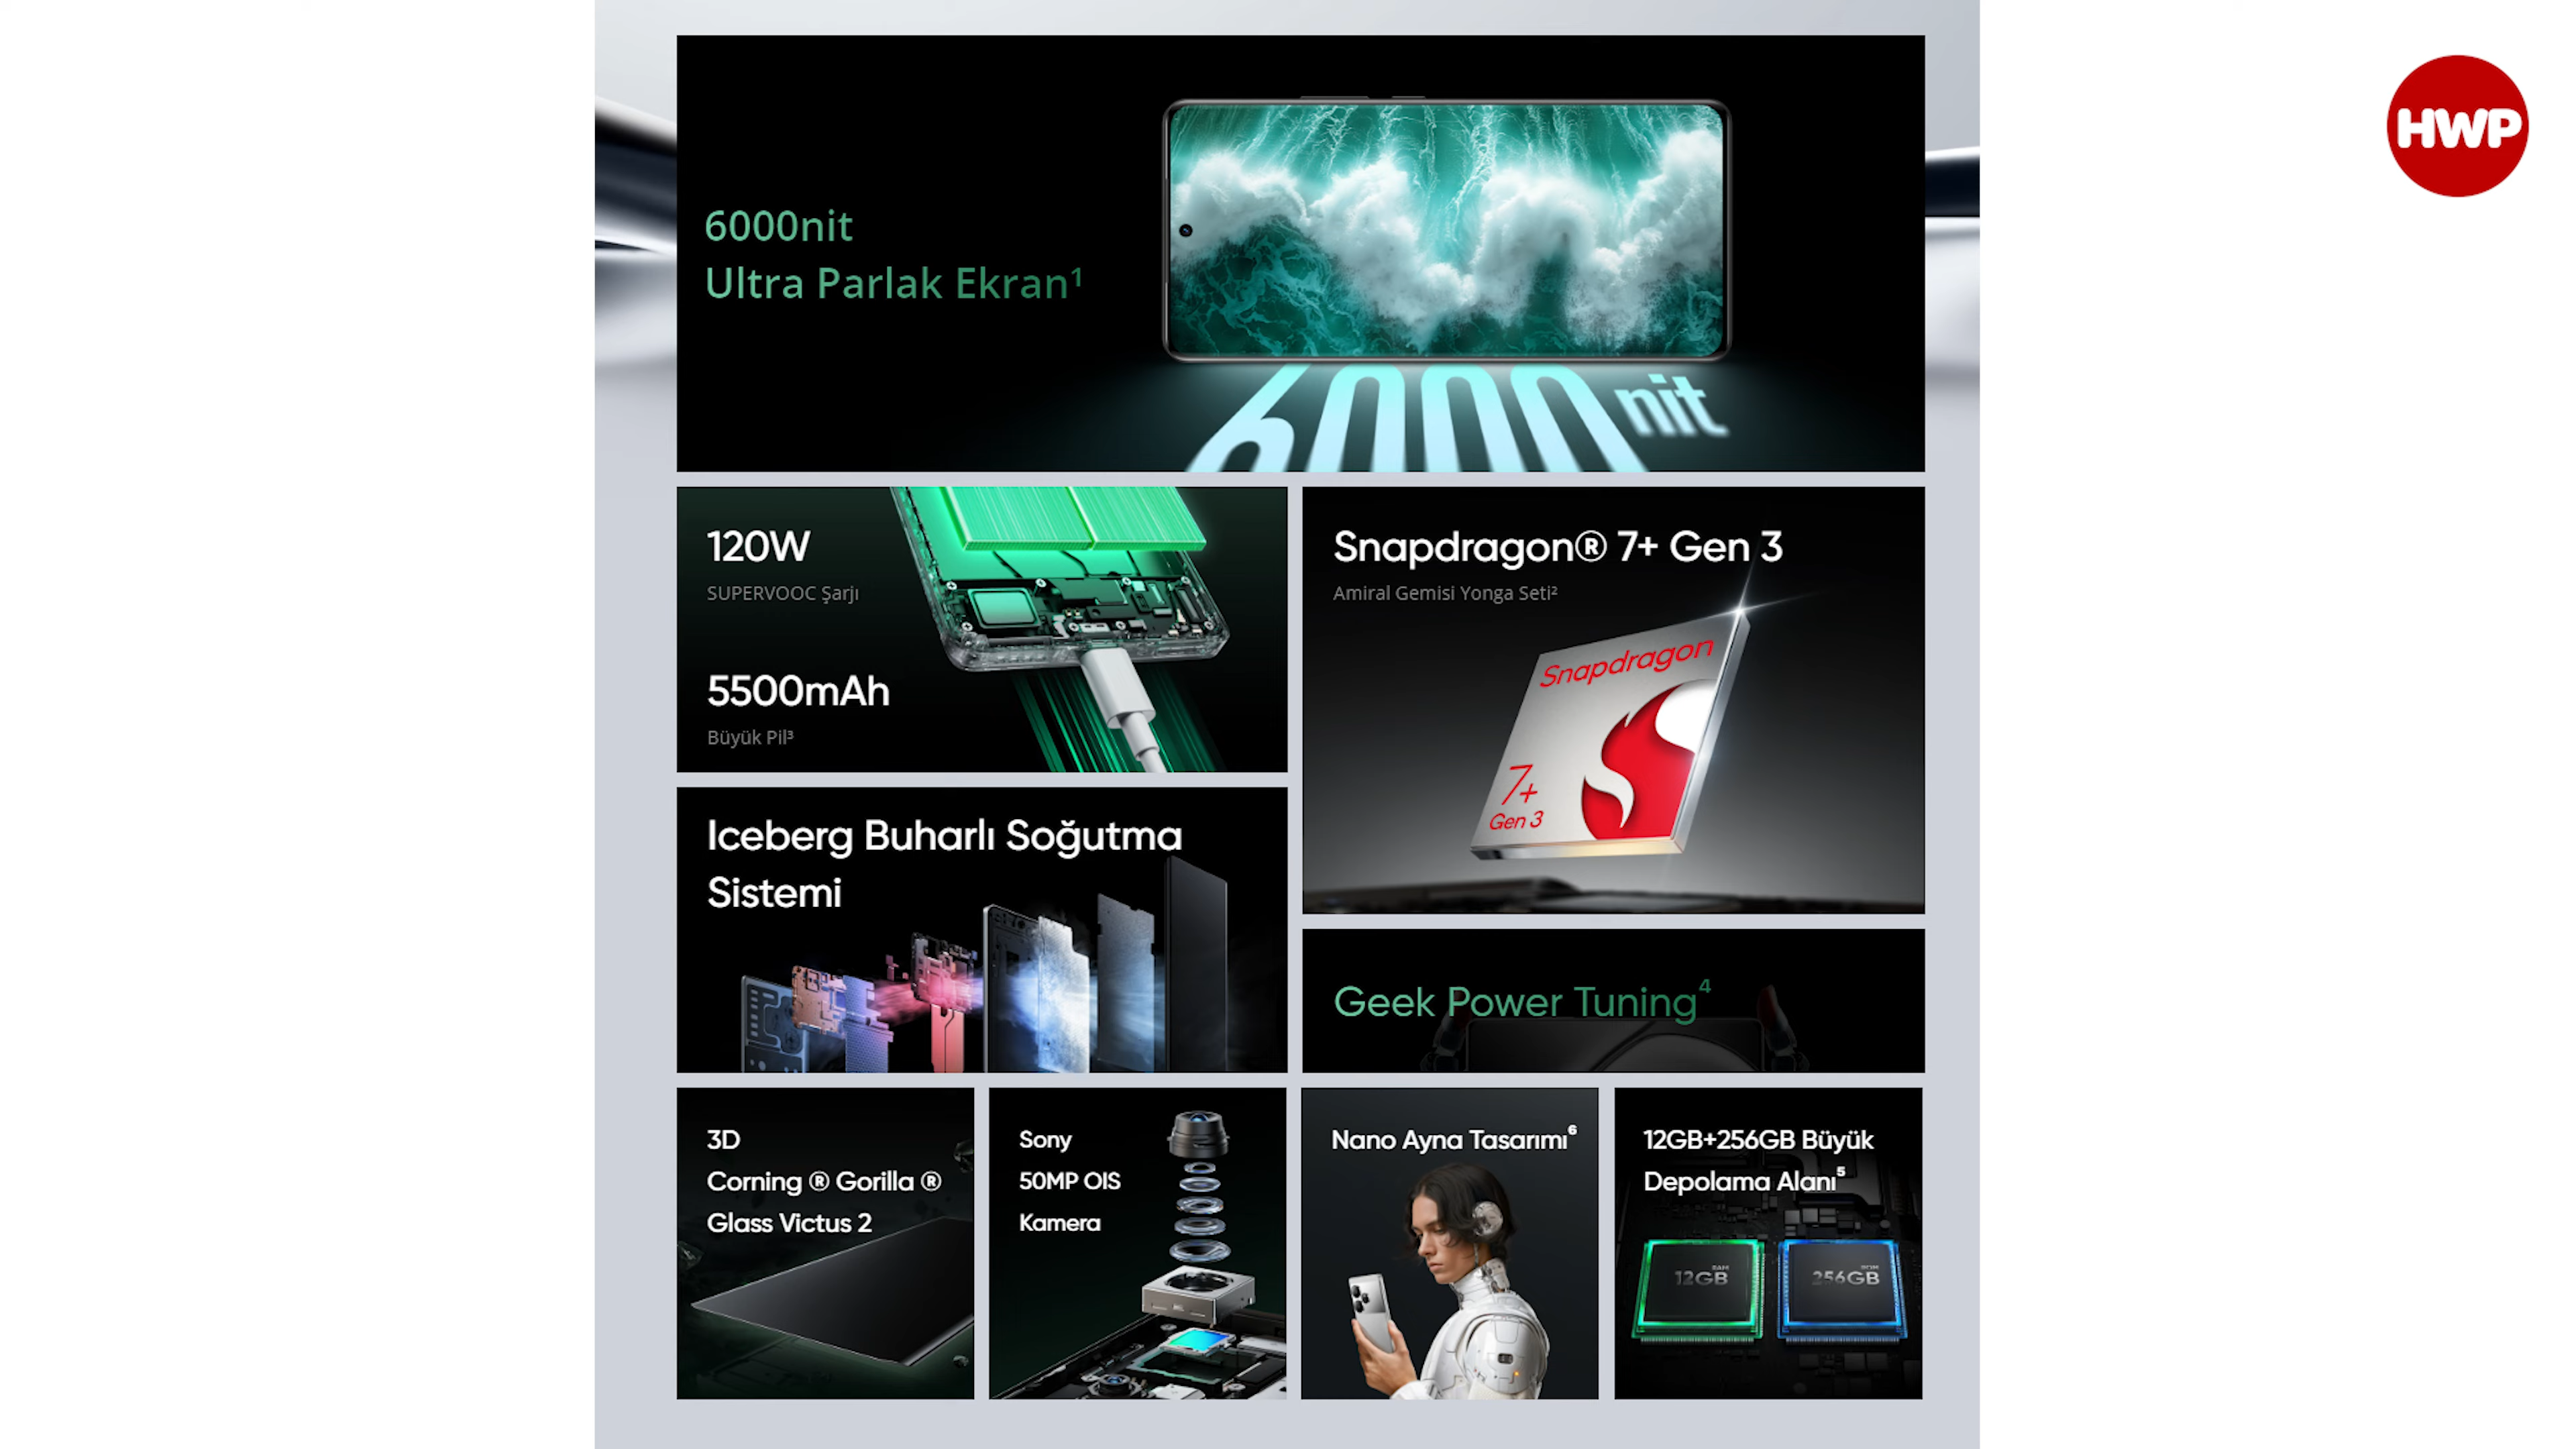 HWP
6000nit
Ultra Parlak Ekran¹
6000nit
120W
SUPERVOOC Şarjı
5500mAh
Büyük Pil³
Snapdragon® 7+ Gen 3
Amiral Gemisi Yonga Seti²
Snapdragon
7+
Gen 3
Iceberg Buharlı Soğutma
Sistemi
Geek Power Tuning⁴
3D
Corning ® Gorilla ®
Glass Victus 2
Sony
50MP OIS
Kamera
Nano Ayna Tasarımı⁶
12GB+256GB Büyük
Depolama Alanı⁵
RAM
12GB
ROM
256GB